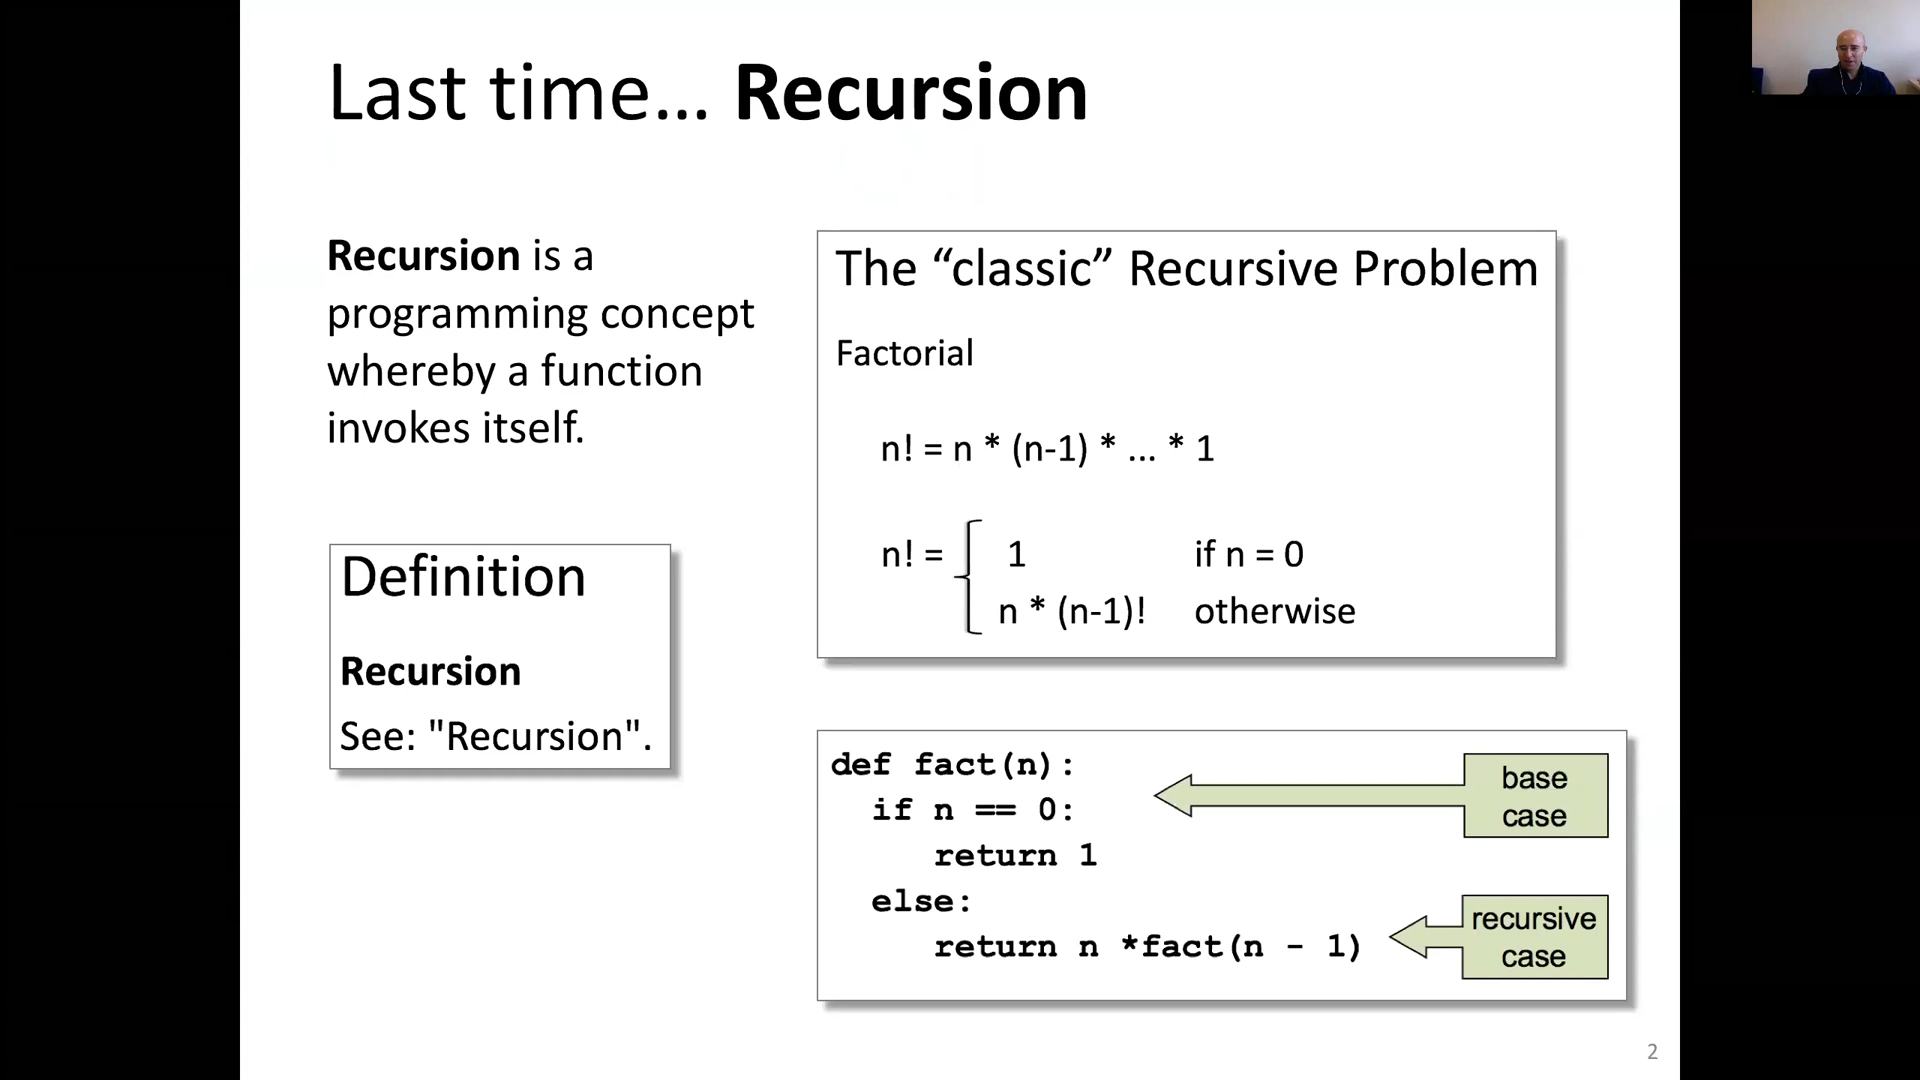 Last time... Recursion
Recursion is a
programming concept
whereby a function
invokes itself.
Definition
Recursion
See: "Recursion".
The “classic” Recursive Problem
Factorial
n! = n * (n-1) * ... * 1
n! = 1 if n = 0
n * (n-1)! otherwise
def fact(n):
if n == 0:
return 1
else:
return n *fact(n - 1)
base
case
recursive
case
2